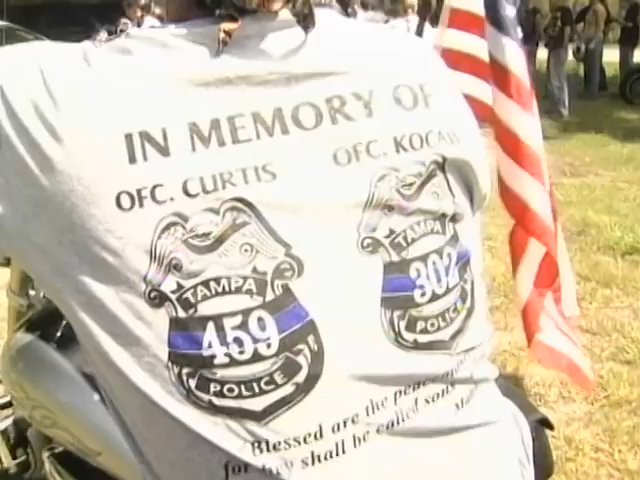 IN MEMORY OF
OFC. CURTIS
OFC. KOCAB
TAMPA
459
POLICE
TAMPA
302
POLICE
Blessed are the
for they shall be called sons